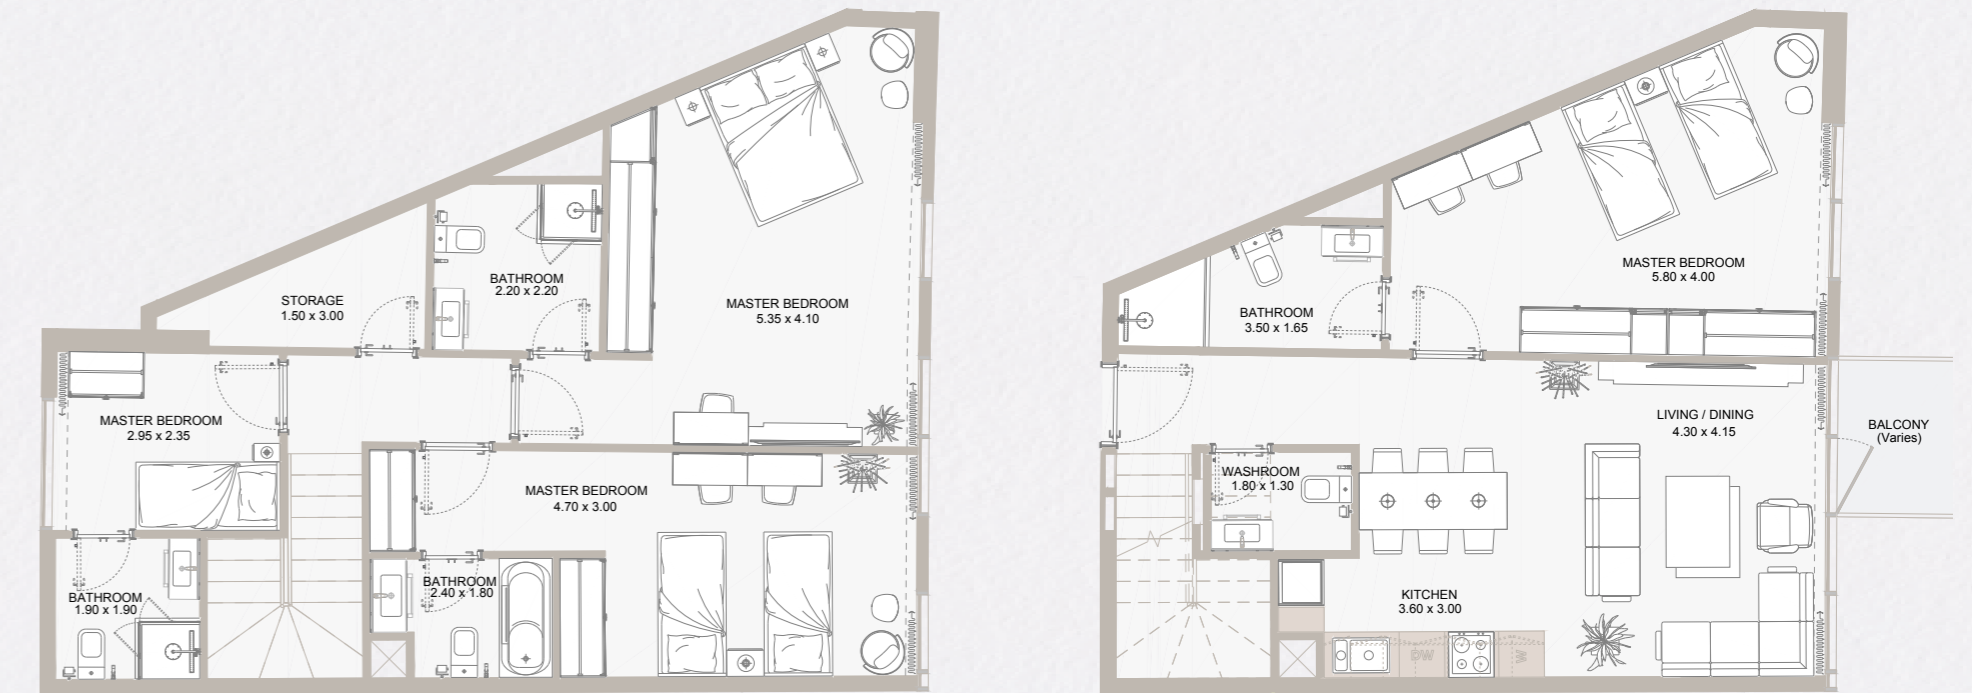 STORAGE
1.50 x 3.00
BATHROOM
2.20 x 2.20
MASTER BEDROOM
5.35 x 4.10
MASTER BEDROOM
2.95 x 2.35
MASTER BEDROOM
4.70 x 3.00
BATHROOM
1.90 x 1.90
BATHROOM
2.40 x 1.80
MASTER BEDROOM
5.80 x 4.00
BATHROOM
3.50 x 1.65
LIVING / DINING
4.30 x 4.15
BALCONY
(Varies)
WASHROOM
1.80 x 1.30
KITCHEN
3.60 x 3.00
DW
W